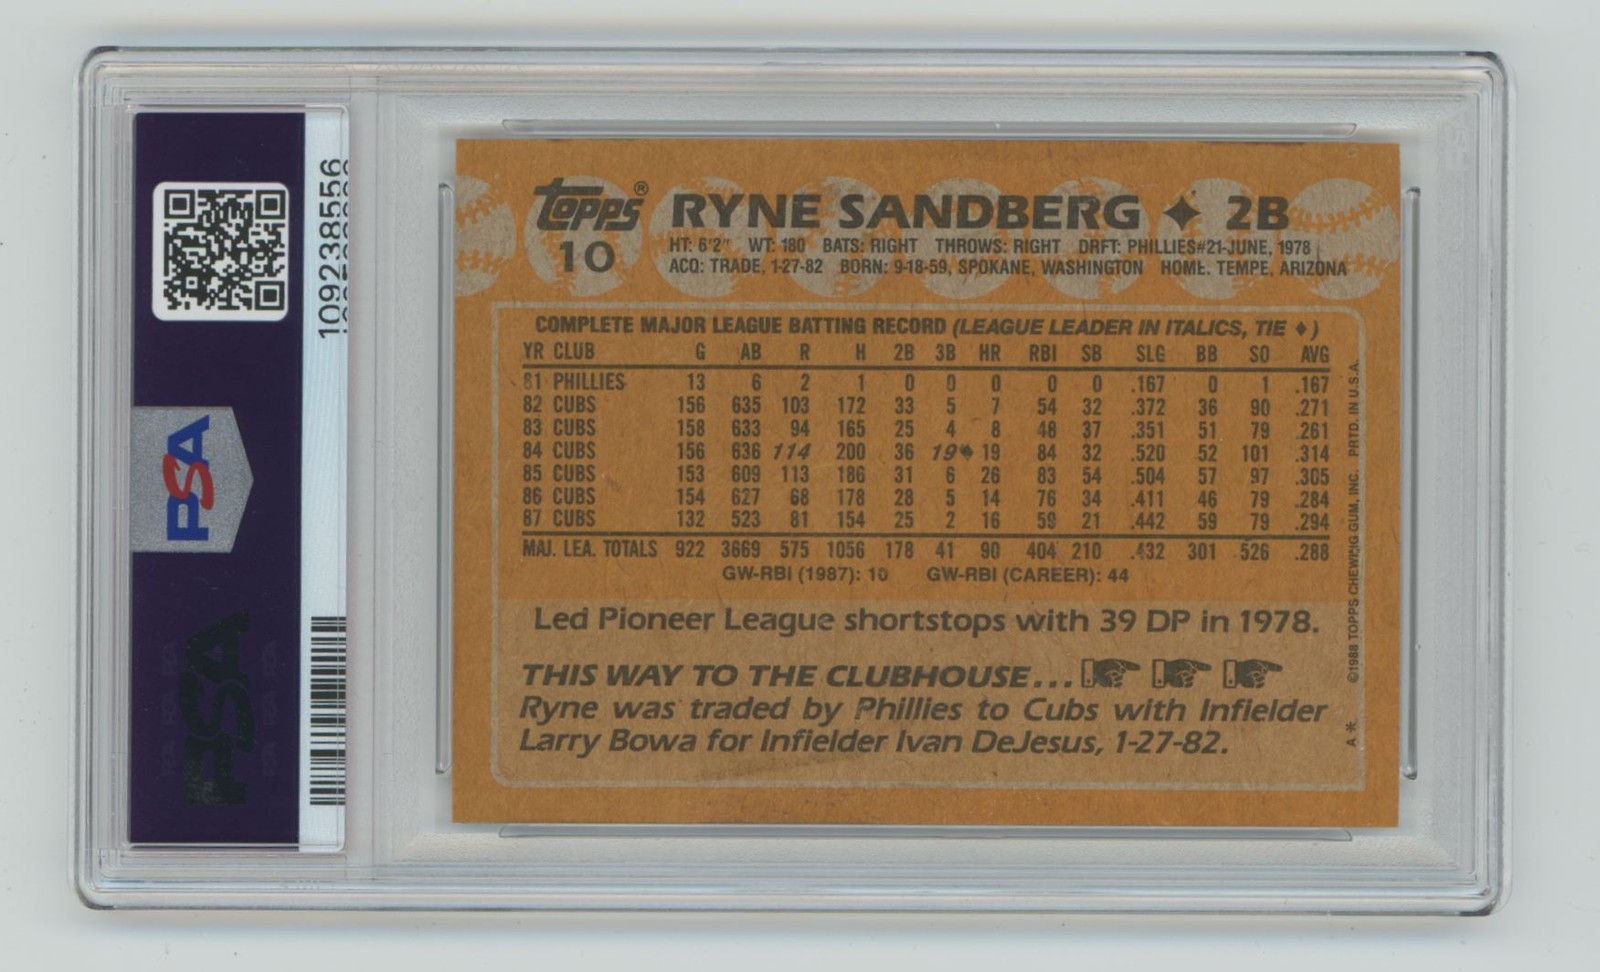 109238556
PSA
PSA
topps® RYNE SANDBERG ✦ 2B
10
HT: 6'2" WT: 180 BATS: RIGHT THROWS: RIGHT DRFT: PHILLIES#21-JUNE, 1978
ACQ: TRADE, 1-27-82 BORN: 9-18-59, SPOKANE, WASHINGTON HOME: TEMPE, ARIZONA
COMPLETE MAJOR LEAGUE BATTING RECORD (LEAGUE LEADER IN ITALICS, TIE ♦)
YR CLUB G AB R H 2B 3B HR RBI SB SLG BB SO AVG
81 PHILLIES 13 6 2 1 0 0 0 0 0 .167 0 1 .167
82 CUBS 156 635 103 172 33 5 7 54 32 .372 36 90 .271
83 CUBS 158 633 94 165 25 4 8 48 37 .351 51 79 .261
84 CUBS 156 636 114 200 36 19♦ 19 84 32 .520 52 101 .314
85 CUBS 153 609 113 186 31 6 26 83 54 .504 57 97 .305
86 CUBS 154 627 68 178 28 5 14 76 34 .411 46 79 .284
87 CUBS 132 523 81 154 25 2 16 59 21 .442 59 79 .294
MAJ. LEA. TOTALS 922 3669 575 1056 178 41 90 404 210 .432 301 526 .288
GW-RBI (1987): 10 GW-RBI (CAREER): 44
Led Pioneer League shortstops with 39 DP in 1978.
THIS WAY TO THE CLUBHOUSE...
Ryne was traded by Phillies to Cubs with Infielder
Larry Bowa for Infielder Ivan DeJesus, 1-27-82.
A* ©1988 TOPPS CHEWING GUM, INC. PRTD. IN U.S.A.